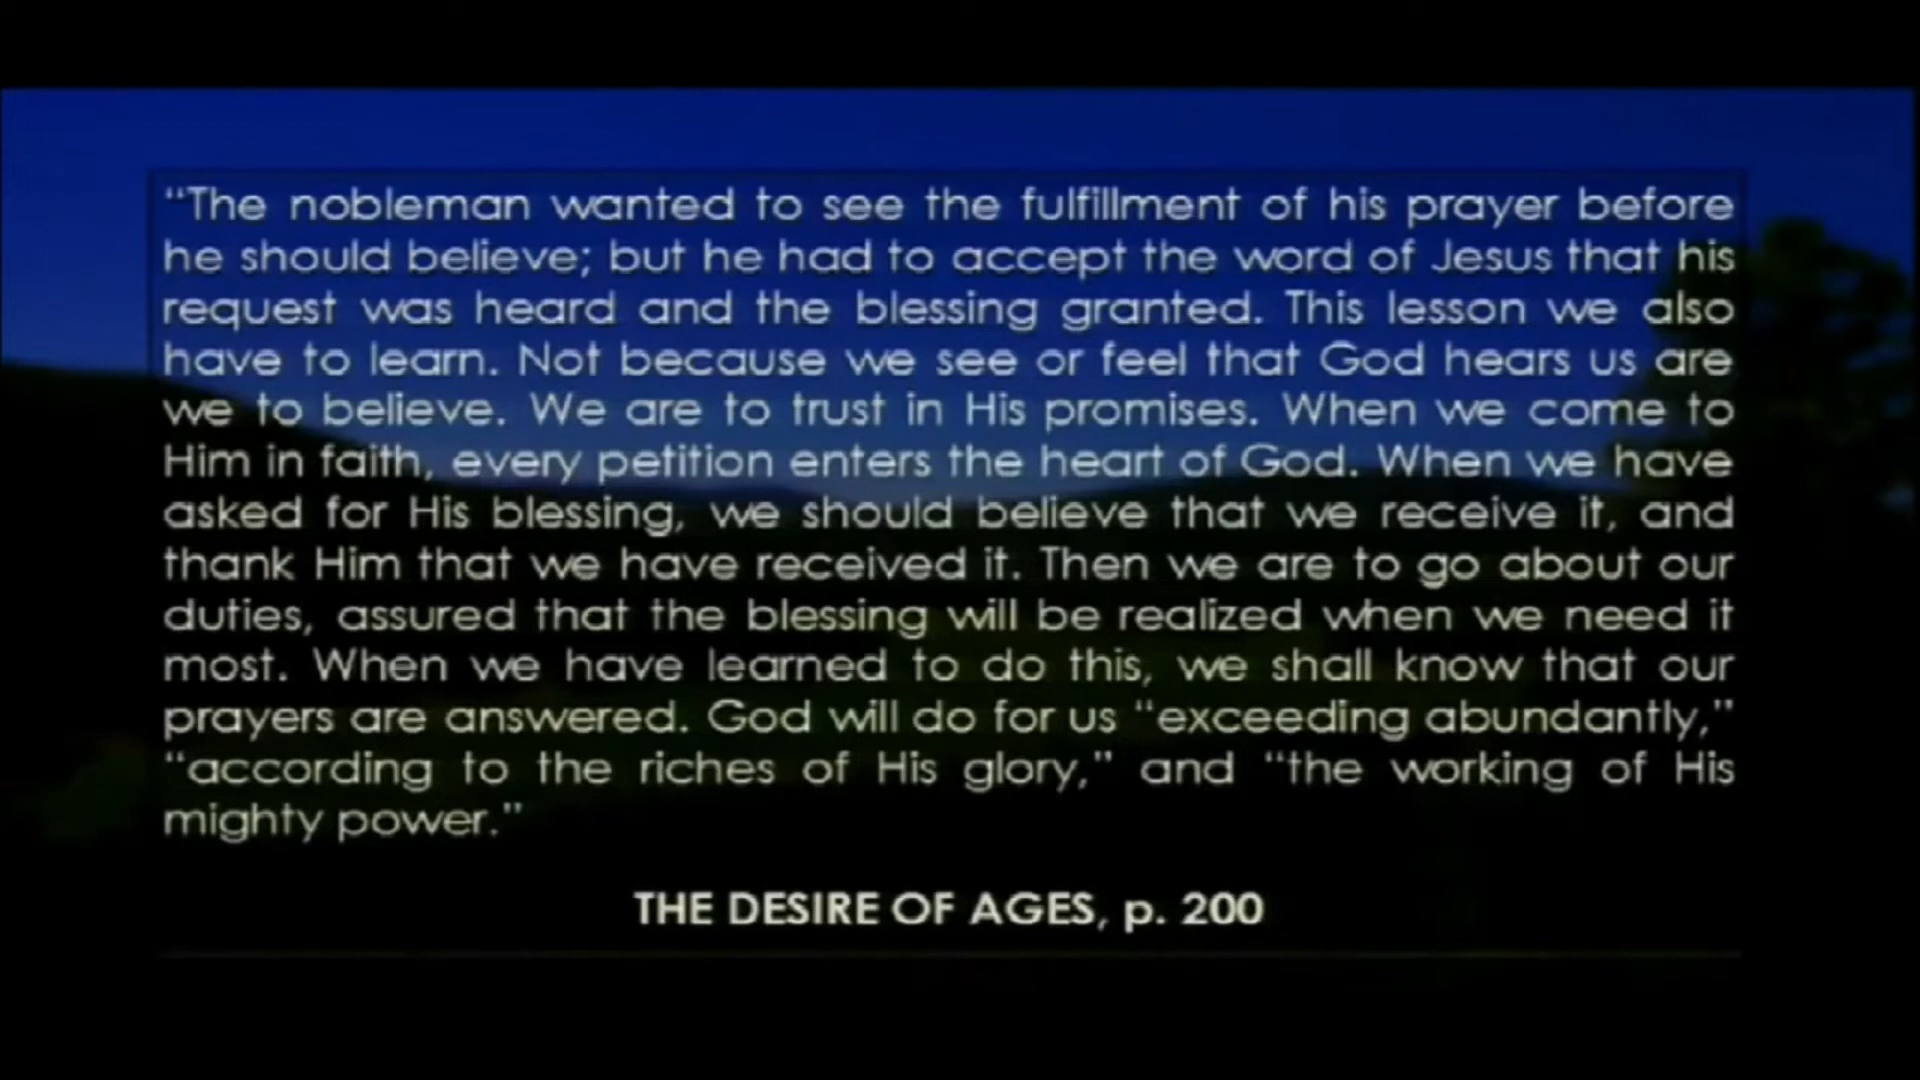 “The nobleman wanted to see the fulfillment of his prayer before
he should believe; but he had to accept the word of Jesus that his
request was heard and the blessing granted. This lesson we also
have to learn. Not because we see or feel that God hears us are
we to believe. We are to trust in His promises. When we come to
Him in faith, every petition enters the heart of God. When we have
asked for His blessing, we should believe that we receive it, and
thank Him that we have received it. Then we are to go about our
duties, assured that the blessing will be realized when we need it
most. When we have learned to do this, we shall know that our
prayers are answered. God will do for us “exceeding abundantly,”
“according to the riches of His glory,” and “the working of His
mighty power.”
THE DESIRE OF AGES, p. 200